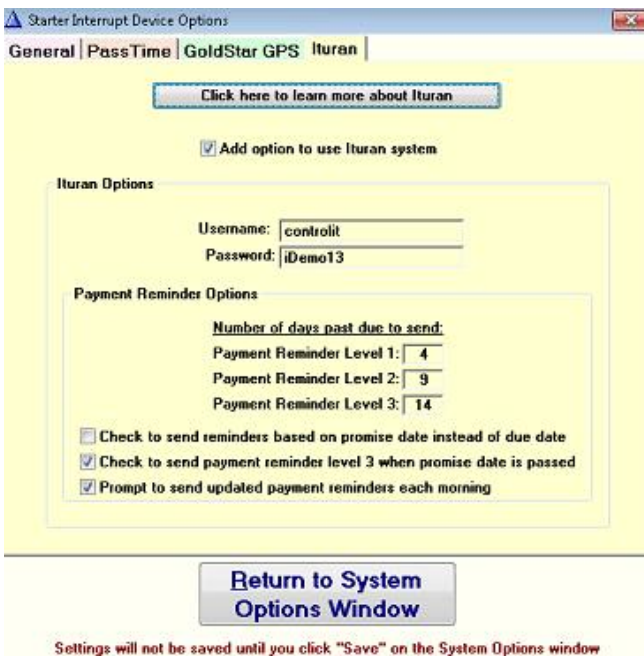 Starter Interrupt Device Options
General PassTime GoldStar GPS Ituran
Click here to learn more about Ituran
Add option to use Ituran system
Ituran Options
Username: controlit
Password: iDemo13
Payment Reminder Options
Number of days past due to send:
Payment Reminder Level 1: 4
Payment Reminder Level 2: 9
Payment Reminder Level 3: 14
Check to send reminders based on promise date instead of due date
Check to send payment reminder level 3 when promise date is passed
Prompt to send updated payment reminders each morning
Return to System
Options Window
Settings will not be saved until you click "Save" on the System Options window